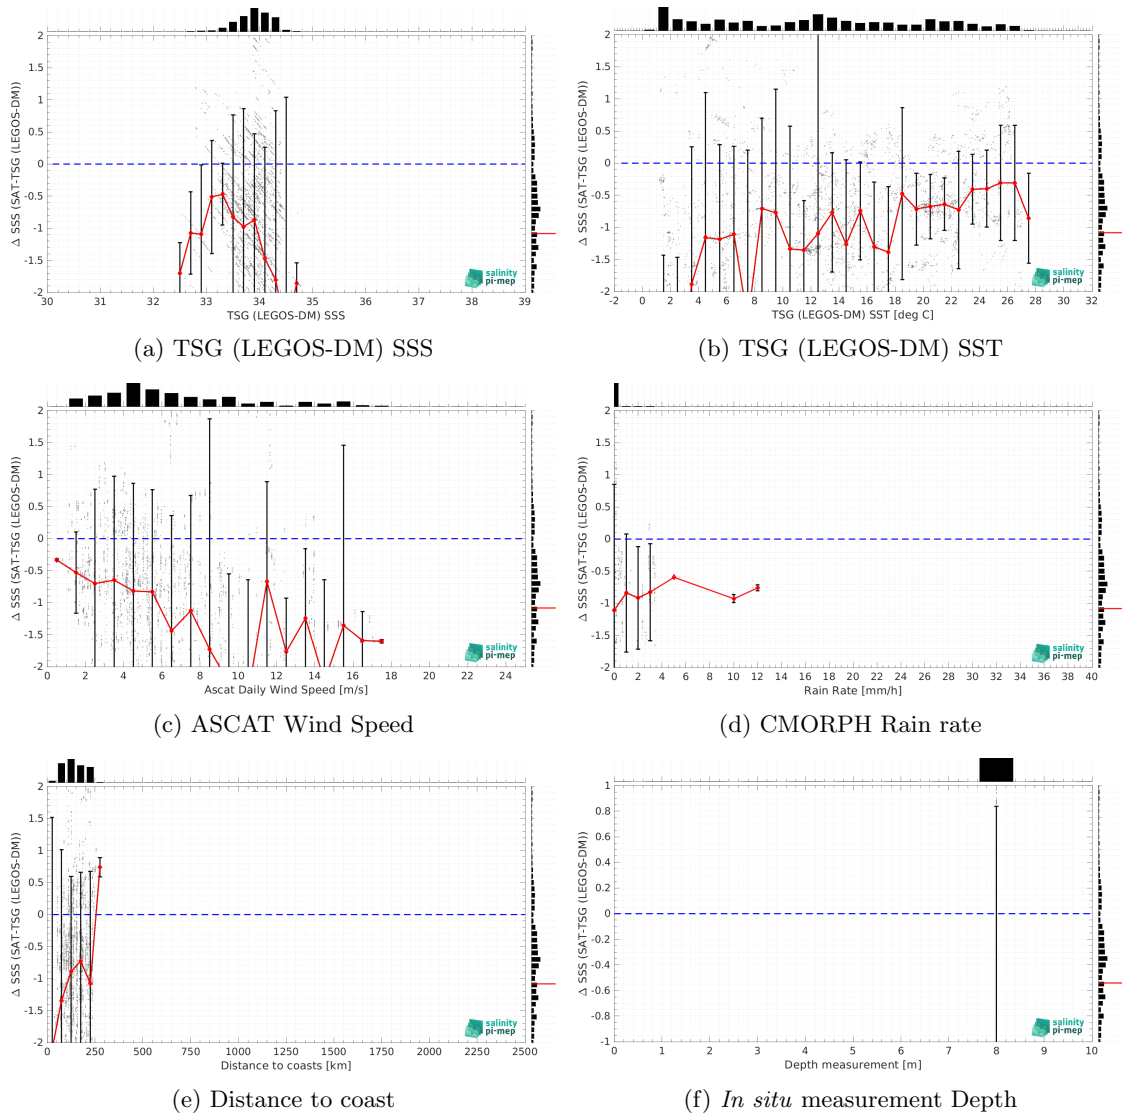 2
1.5
1
0.5
0
-0.5
-1
-1.5
-2
Δ SSS (SAT-TSG (LEGOS-DM))
salinity
pi-mep
30 31 32 33 34 35 36 37 38 39
TSG (LEGOS-DM) SSS
(a) TSG (LEGOS-DM) SSS
2
1.5
1
0.5
0
-0.5
-1
-1.5
-2
Δ SSS (SAT-TSG (LEGOS-DM))
salinity
pi-mep
-2 0 2 4 6 8 10 12 14 16 18 20 22 24 26 28 30 32
TSG (LEGOS-DM) SST [deg C]
(b) TSG (LEGOS-DM) SST
2
1.5
1
0.5
0
-0.5
-1
-1.5
-2
Δ SSS (SAT-TSG (LEGOS-DM))
salinity
pi-mep
0 2 4 6 8 10 12 14 16 18 20 22 24
Ascat Daily Wind Speed [m/s]
(c) ASCAT Wind Speed
2
1.5
1
0.5
0
-0.5
-1
-1.5
-2
Δ SSS (SAT-TSG (LEGOS-DM))
salinity
pi-mep
0 2 4 6 8 10 12 14 16 18 20 22 24 26 28 30 32 34 36 38 40
Rain Rate [mm/h]
(d) CMORPH Rain rate
2
1.5
1
0.5
0
-0.5
-1
-1.5
-2
Δ SSS (SAT-TSG (LEGOS-DM))
salinity
pi-mep
0 250 500 750 1000 1250 1500 1750 2000 2250 2500
Distance to coasts [km]
(e) Distance to coast
1
0.8
0.6
0.4
0.2
0
-0.2
-0.4
-0.6
-0.8
-1
Δ SSS (SAT-TSG (LEGOS-DM))
salinity
pi-mep
0 1 2 3 4 5 6 7 8 9 10
Depth measurement [m]
(f) In situ measurement Depth